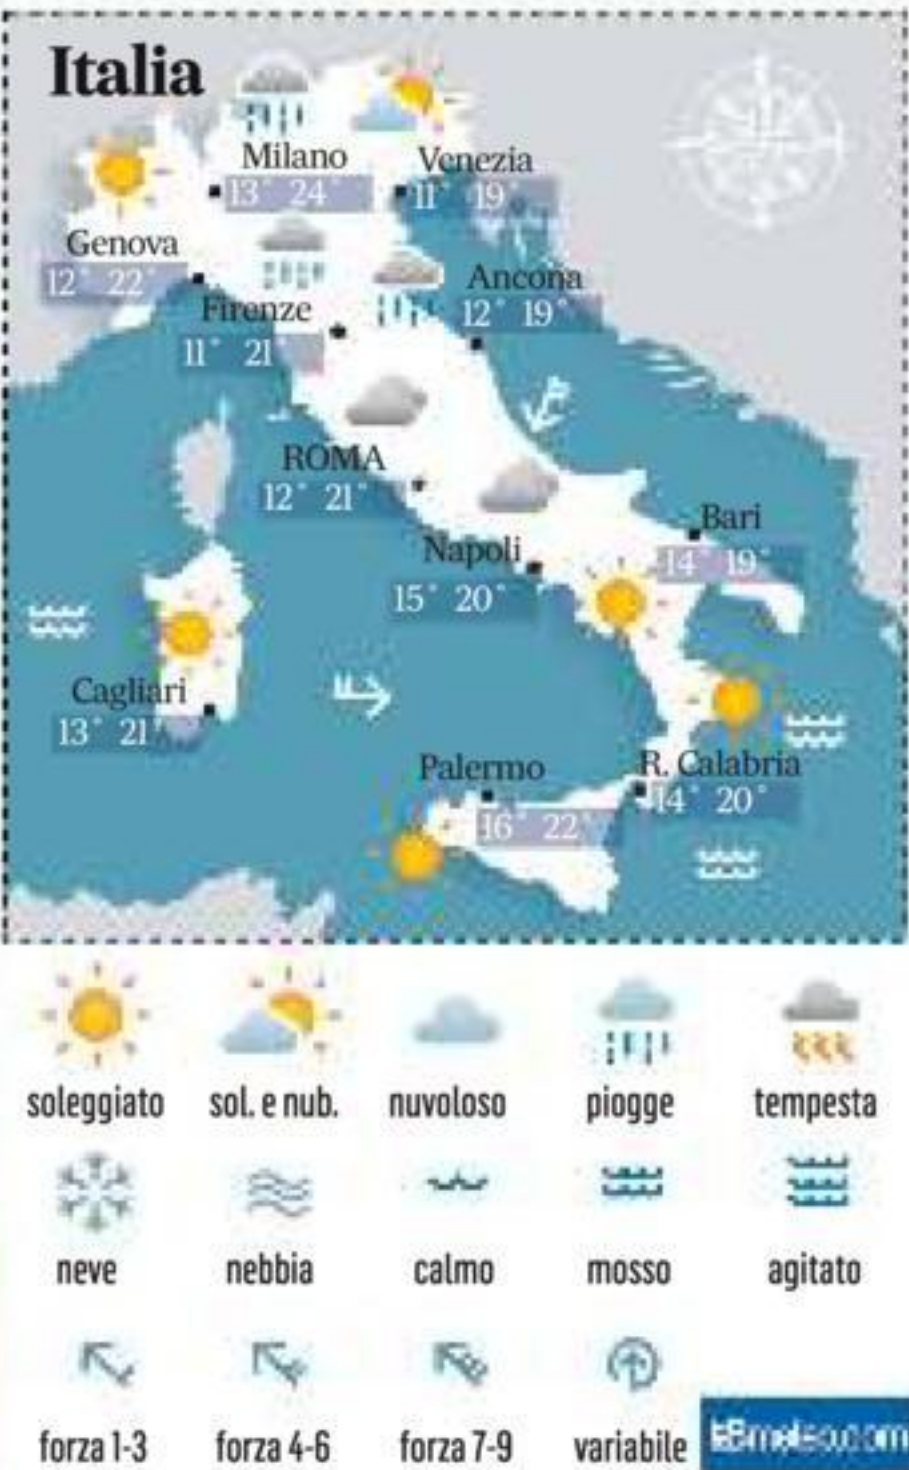 Italia
Milano
13° 24°
Venezia
11° 19°
Genova
12° 22°
Ancona
12° 19°
Firenze
11° 21°
ROMA
12° 21°
Bari
14° 19°
Napoli
15° 20°
Cagliari
13° 21°
Palermo
16° 22°
R. Calabria
14° 20°
soleggiato sol. e nub. nuvoloso piogge tempesta
neve nebbia calmo mosso agitato
forza 1-3 forza 4-6 forza 7-9 variabile